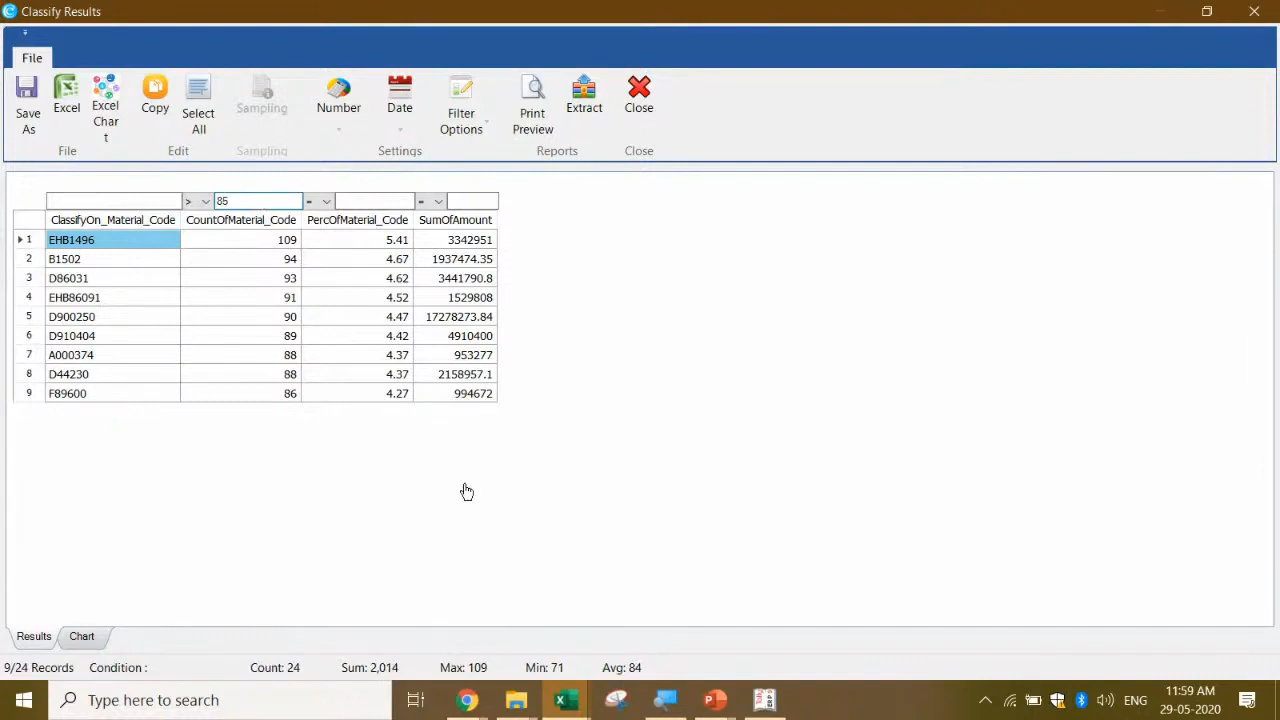 Classify Results
File
Save As
Excel
Excel Chart
Copy
Select All
Sampling
Number
Date
Filter Options
Print Preview
Extract
Close
File
Edit
Sampling
Settings
Reports
Close
> 85 = =
ClassifyOn_Material_Code CountOfMaterial_Code PercOfMaterial_Code SumOfAmount
1 EHB1496 109 5.41 3342951
2 B1502 94 4.67 1937474.35
3 D86031 93 4.62 3441790.8
4 EHB86091 91 4.52 1529808
5 D900250 90 4.47 17278273.84
6 D910404 89 4.42 4910400
7 A000374 88 4.37 953277
8 D44230 88 4.37 2158957.1
9 F89600 86 4.27 994672
Results Chart
9/24 Records Condition : Count: 24 Sum: 2,014 Max: 109 Min: 71 Avg: 84
Type here to search
ENG
11:59 AM
29-05-2020